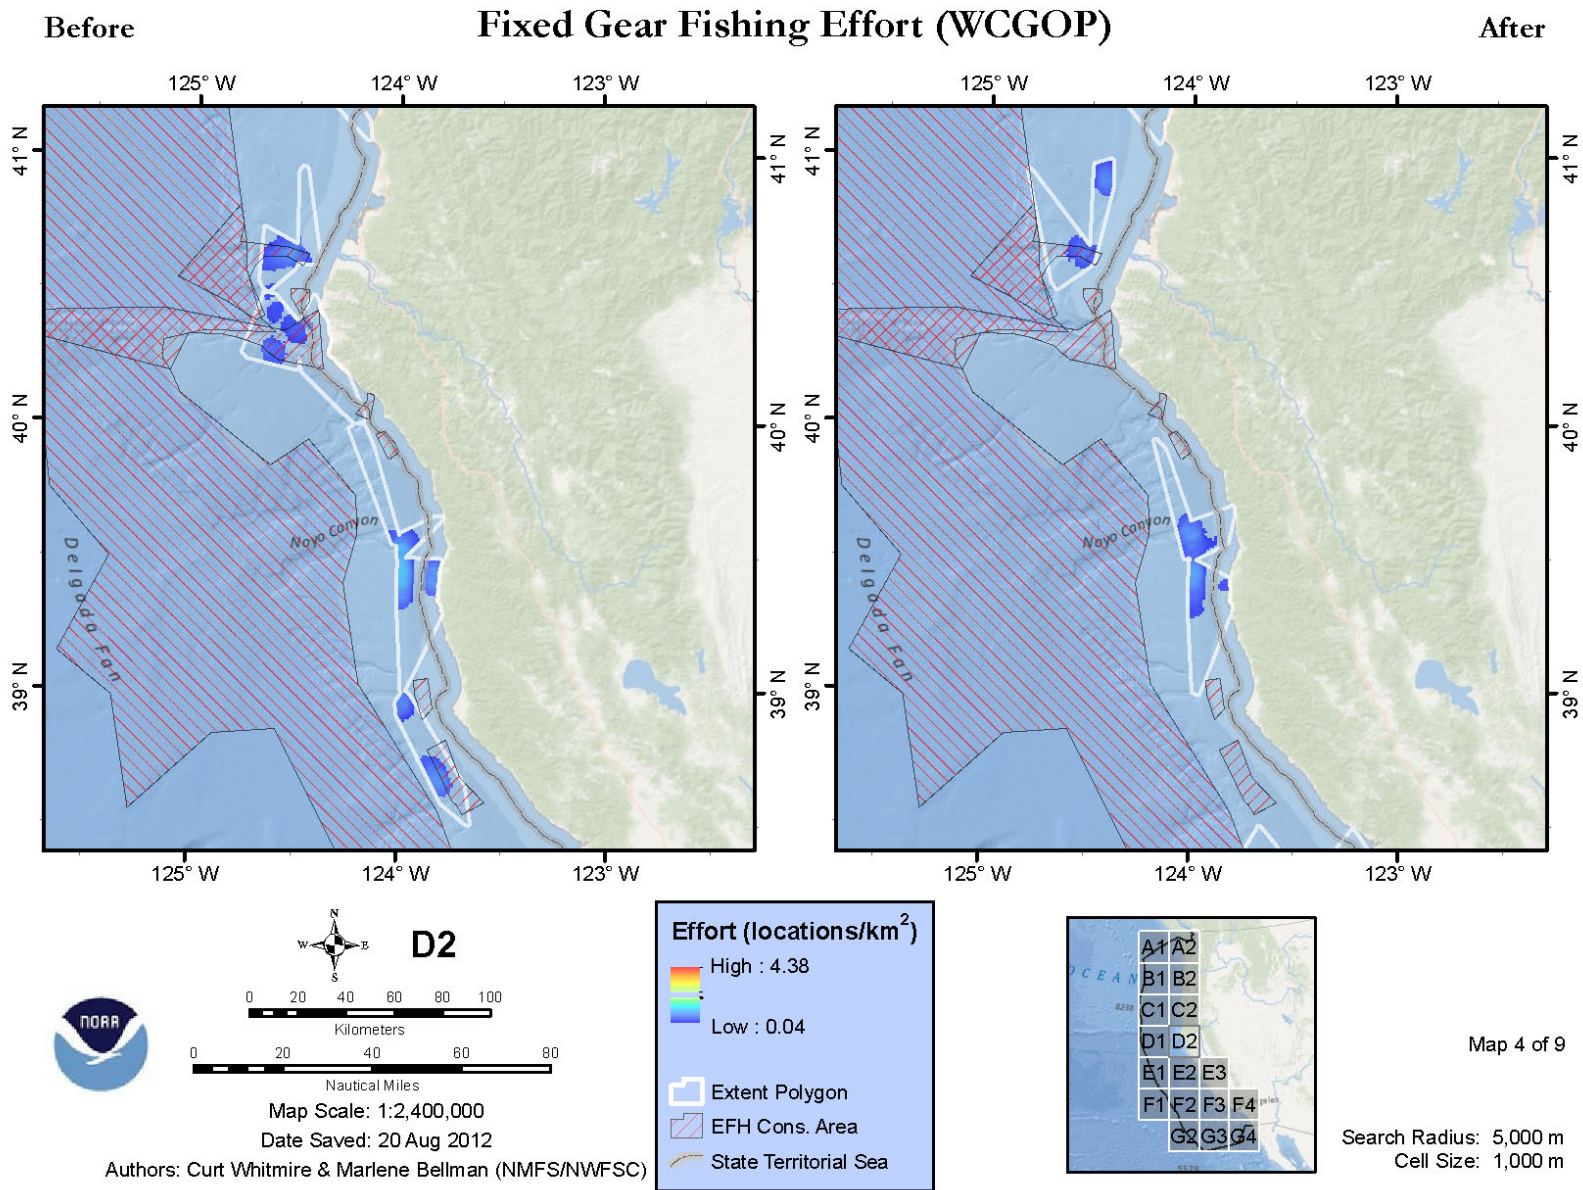 Before
Fixed Gear Fishing Effort (WCGOP)
After
125° W
124° W
123° W
125° W
124° W
123° W
41° N
40° N
39° N
41° N
40° N
39° N
41° N
40° N
39° N
41° N
40° N
39° N
Noyo Canyon
Delgada Fan
Noyo Canyon
Delgada Fan
125° W
124° W
123° W
125° W
124° W
123° W
N
W
E
S
D2
NOAA
0 20 40 60 80 100
Kilometers
0 20 40 60 80
Nautical Miles
Map Scale: 1:2,400,000
Date Saved: 20 Aug 2012
Authors: Curt Whitmire & Marlene Bellman (NMFS/NWFSC)
Effort (locations/km²)
High : 4.38
Low : 0.04
Extent Polygon
EFH Cons. Area
State Territorial Sea
OCEAN
8238
A1 A2
B1 B2
C1 C2
D1 D2
E1 E2 E3
F1 F2 F3 F4
G2 G3 G4
Map 4 of 9
Search Radius: 5,000 m
Cell Size: 1,000 m